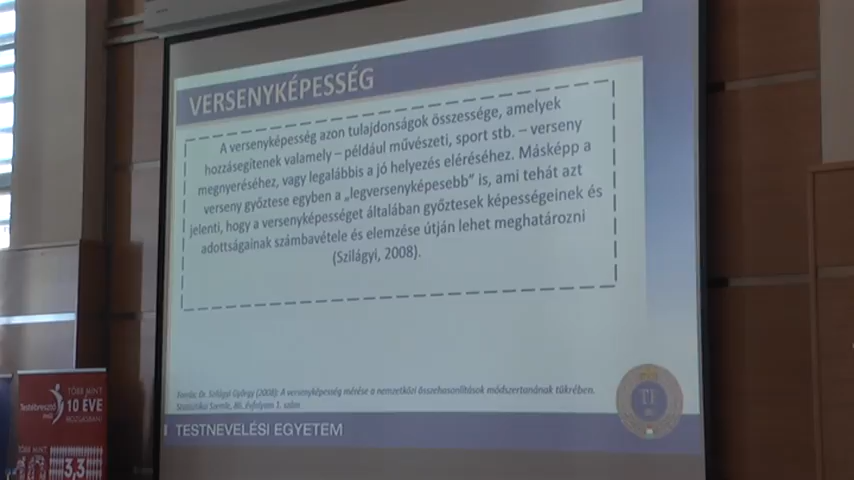 VERSENYKÉPESSÉG
A versenyképesség azon tulajdonságok összessége, amelyek
hozzásegítenek valamely – például művészeti, sport stb. – verseny
megnyeréséhez, vagy legalábbis a jó helyezés eléréséhez. Másképp a
verseny győztese egyben a „legversenyképesebb" is, ami tehát azt
jelenti, hogy a versenyképességet általában győztesek képességeinek és
adottságainak számbavétele és elemzése útján lehet meghatározni
(Szilágyi, 2008).
Forrás: Dr. Szilágyi György (2008): A versenyképesség mérése a nemzetközi összehasonlítások módszertanának tükrében.
Statisztikai Szemle, 86. évfolyam 1. szám
TESTNEVELÉSI EGYETEM
TÖBB MINT
10 ÉVE
MOZGÁSBAN
TÖBB MINT
3,3